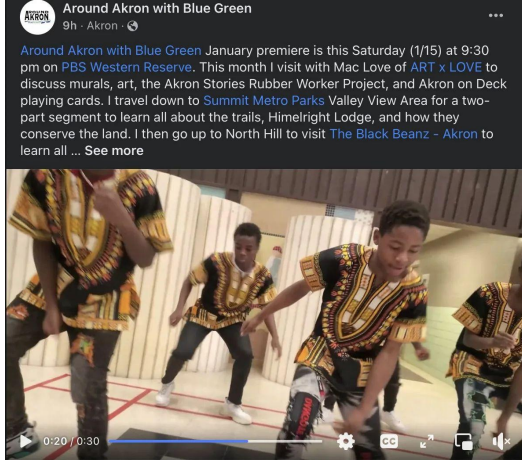 AROUND
AKRON
Around Akron with Blue Green
9h · Akron ·
Around Akron with Blue Green January premiere is this Saturday (1/15) at 9:30
pm on PBS Western Reserve. This month I visit with Mac Love of ART x LOVE to
discuss murals, art, the Akron Stories Rubber Worker Project, and Akron on Deck
playing cards. I travel down to Summit Metro Parks Valley View Area for a two-
part segment to learn all about the trails, Himelright Lodge, and how they
conserve the land. I then go up to North Hill to visit The Black Beanz - Akron to
learn all ... See more
0:20 / 0:30
CC